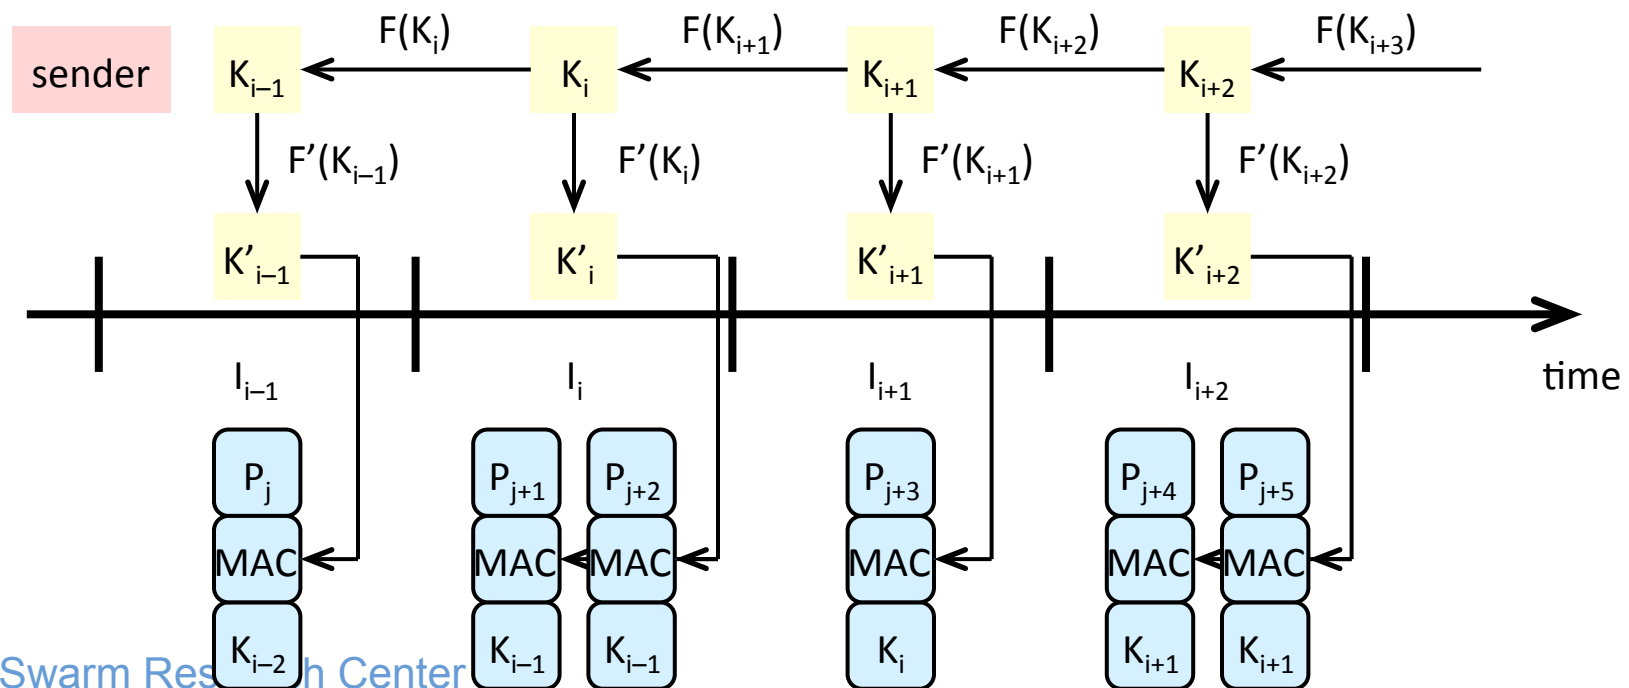 F(Kᵢ) F(Kᵢ₊₁) F(Kᵢ₊₂) F(Kᵢ₊₃)
sender Kᵢ₋₁ Kᵢ Kᵢ₊₁ Kᵢ₊₂
F’(Kᵢ₋₁) F’(Kᵢ) F’(Kᵢ₊₁) F’(Kᵢ₊₂)
K’ᵢ₋₁ K’ᵢ K’ᵢ₊₁ K’ᵢ₊₂
Iᵢ₋₁ Iᵢ Iᵢ₊₁ Iᵢ₊₂ time
Pⱼ Pⱼ₊₁ Pⱼ₊₂ Pⱼ₊₃ Pⱼ₊₄ Pⱼ₊₅
MAC MAC MAC MAC MAC MAC
Kᵢ₋₂ Kᵢ₋₁ Kᵢ₋₁ Kᵢ Kᵢ₊₁ Kᵢ₊₁
Swarm Res h Center